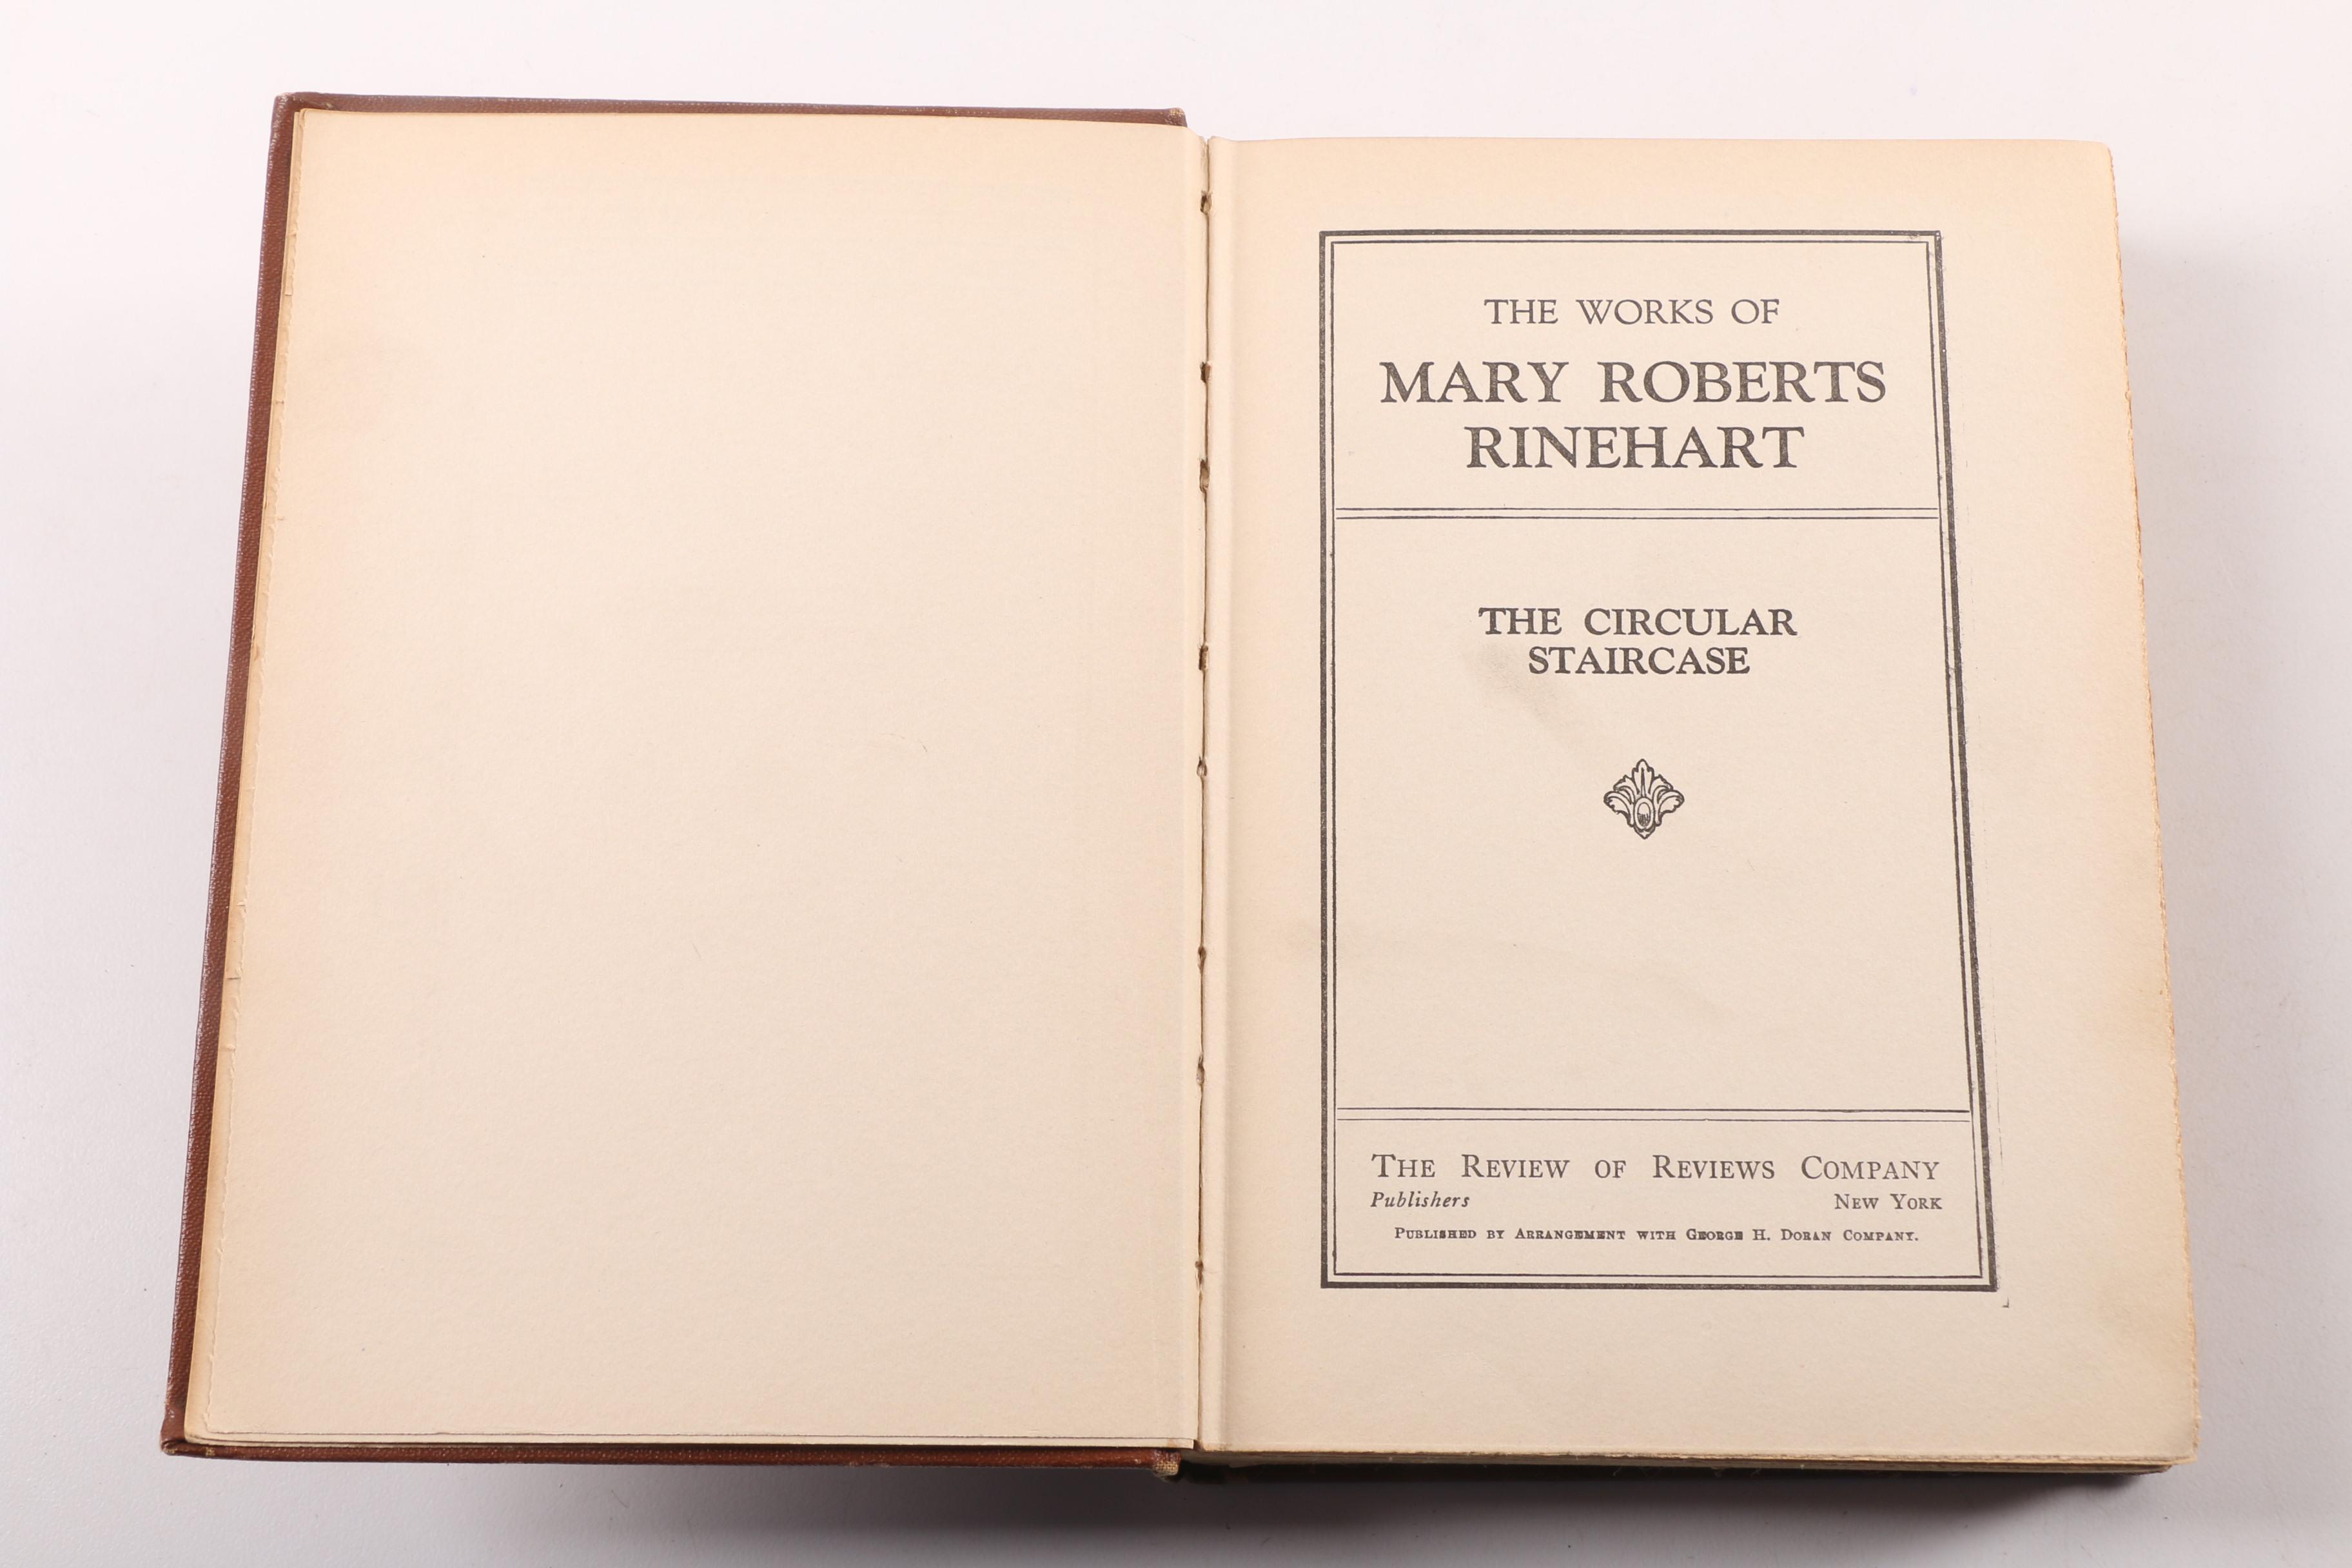 THE WORKS OF
MARY ROBERTS
RINEHART
THE CIRCULAR
STAIRCASE
THE REVIEW OF REVIEWS COMPANY
Publishers NEW YORK
PUBLISHED BY ARRANGEMENT WITH GEORGE H. DORAN COMPANY.